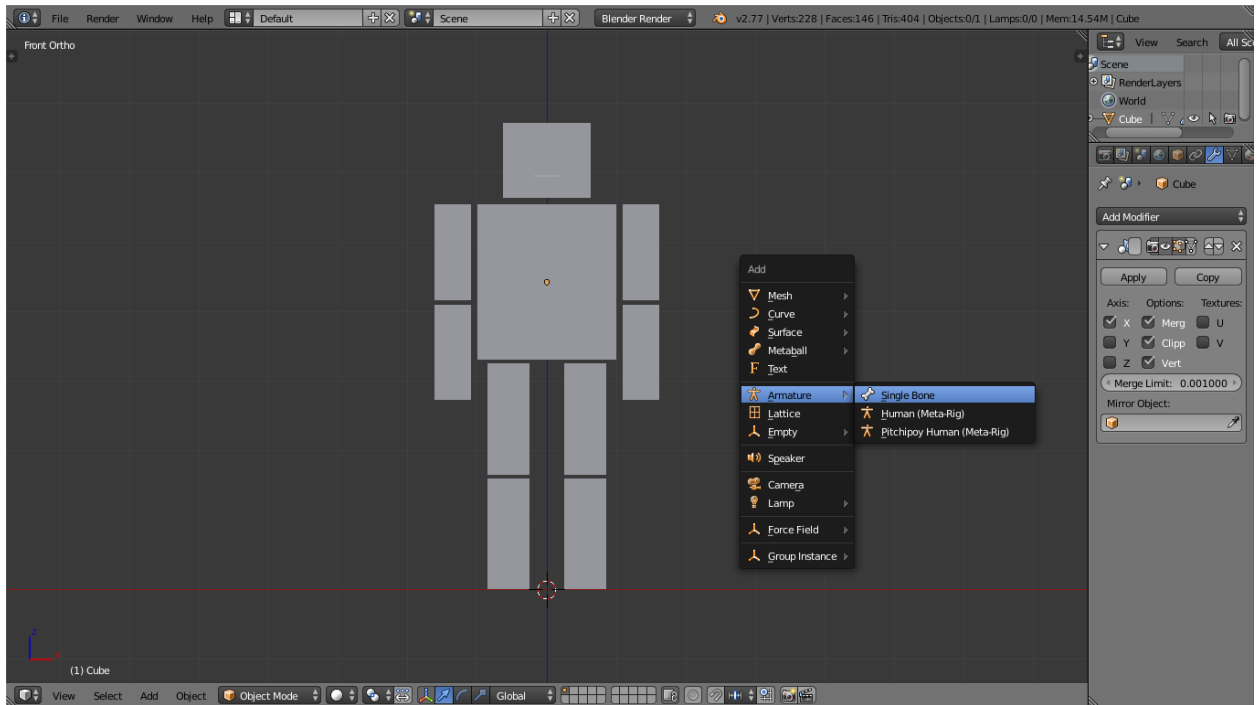 File Render Window Help Default Scene Blender Render v2.77 | Verts:228 | Faces:146 | Tris:404 | Objects:0/1 | Lamps:0/0 | Mem:14.54M | Cube
Front Ortho
View Search All Sc
Scene
RenderLayers
World
Cube
Cube
Add Modifier
Apply Copy
Axis: Options: Textures:
X Merg U
Y Clipp V
Z Vert
Merge Limit: 0.001000
Mirror Object:
Add
Mesh
Curve
Surface
Metaball
Text
Armature
Lattice
Empty
Speaker
Camera
Lamp
Force Field
Group Instance
Single Bone
Human (Meta-Rig)
Pitchipoy Human (Meta-Rig)
z
x
(1) Cube
View Select Add Object Object Mode Global